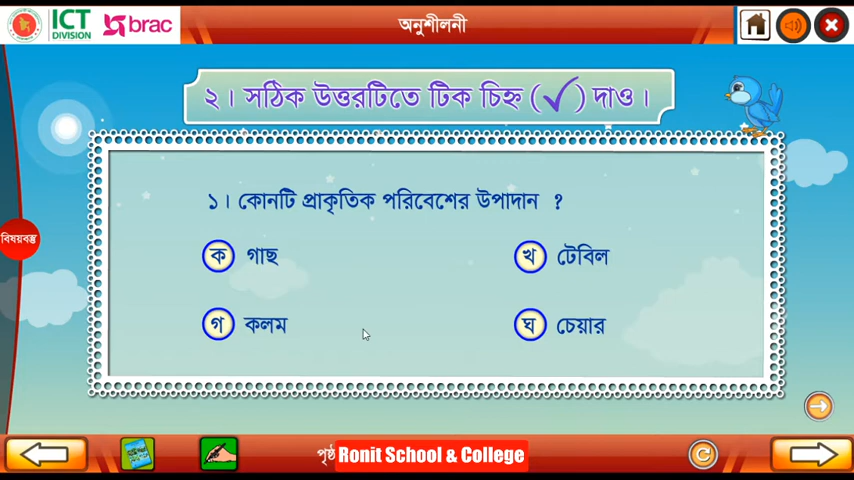 ICT
DIVISION
brac
অনুশীলনী
২। সঠিক উত্তরটিতে টিক চিহ্ন (✓) দাও।
বিষয়বস্তু
১। কোনটি প্রাকৃতিক পরিবেশের উপাদান ?
ক গাছ
খ টেবিল
গ কলম
ঘ চেয়ার
Ronit School & College